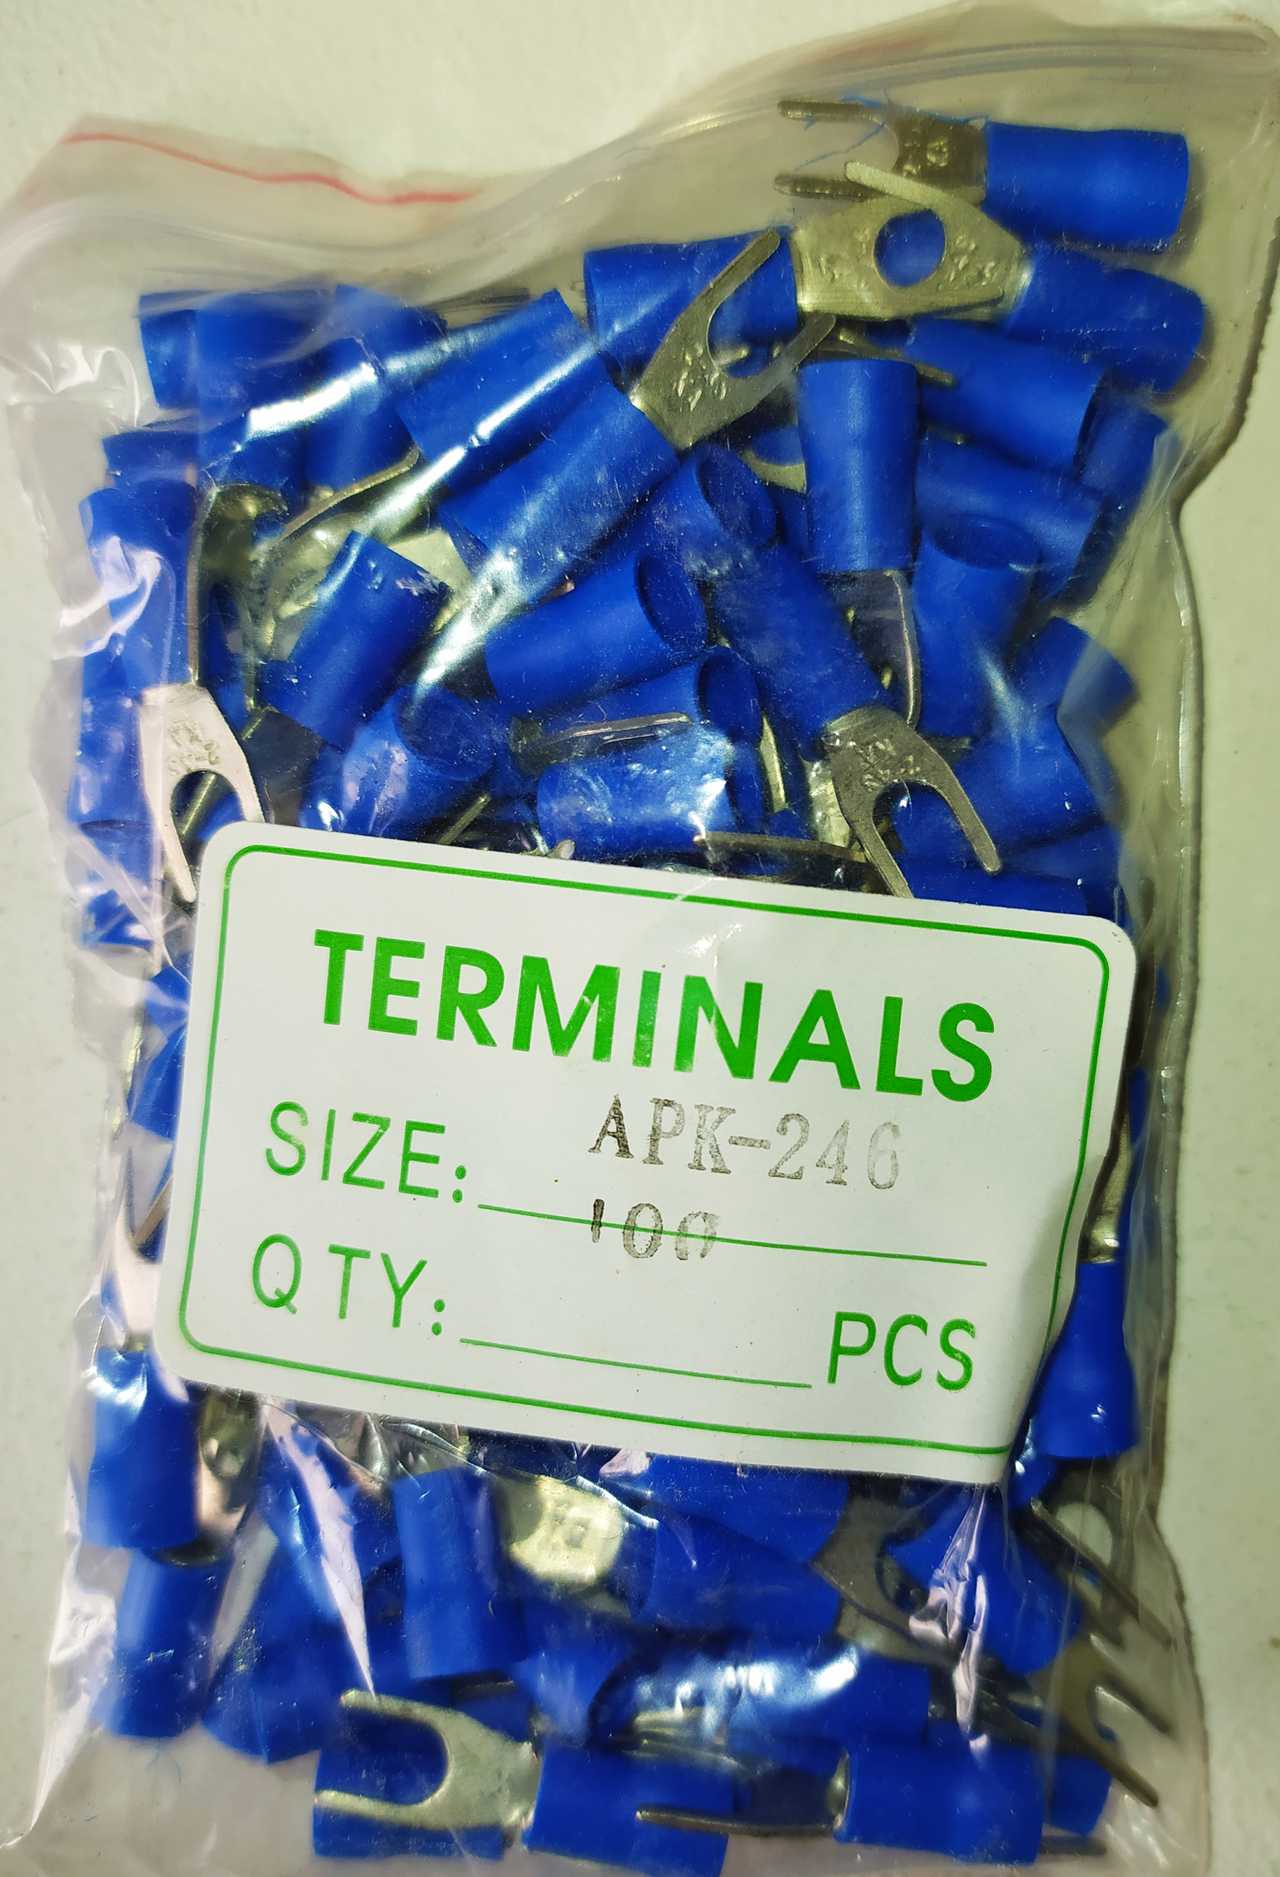 TERMINALS
SIZE: APK-246
100
QTY: PCS